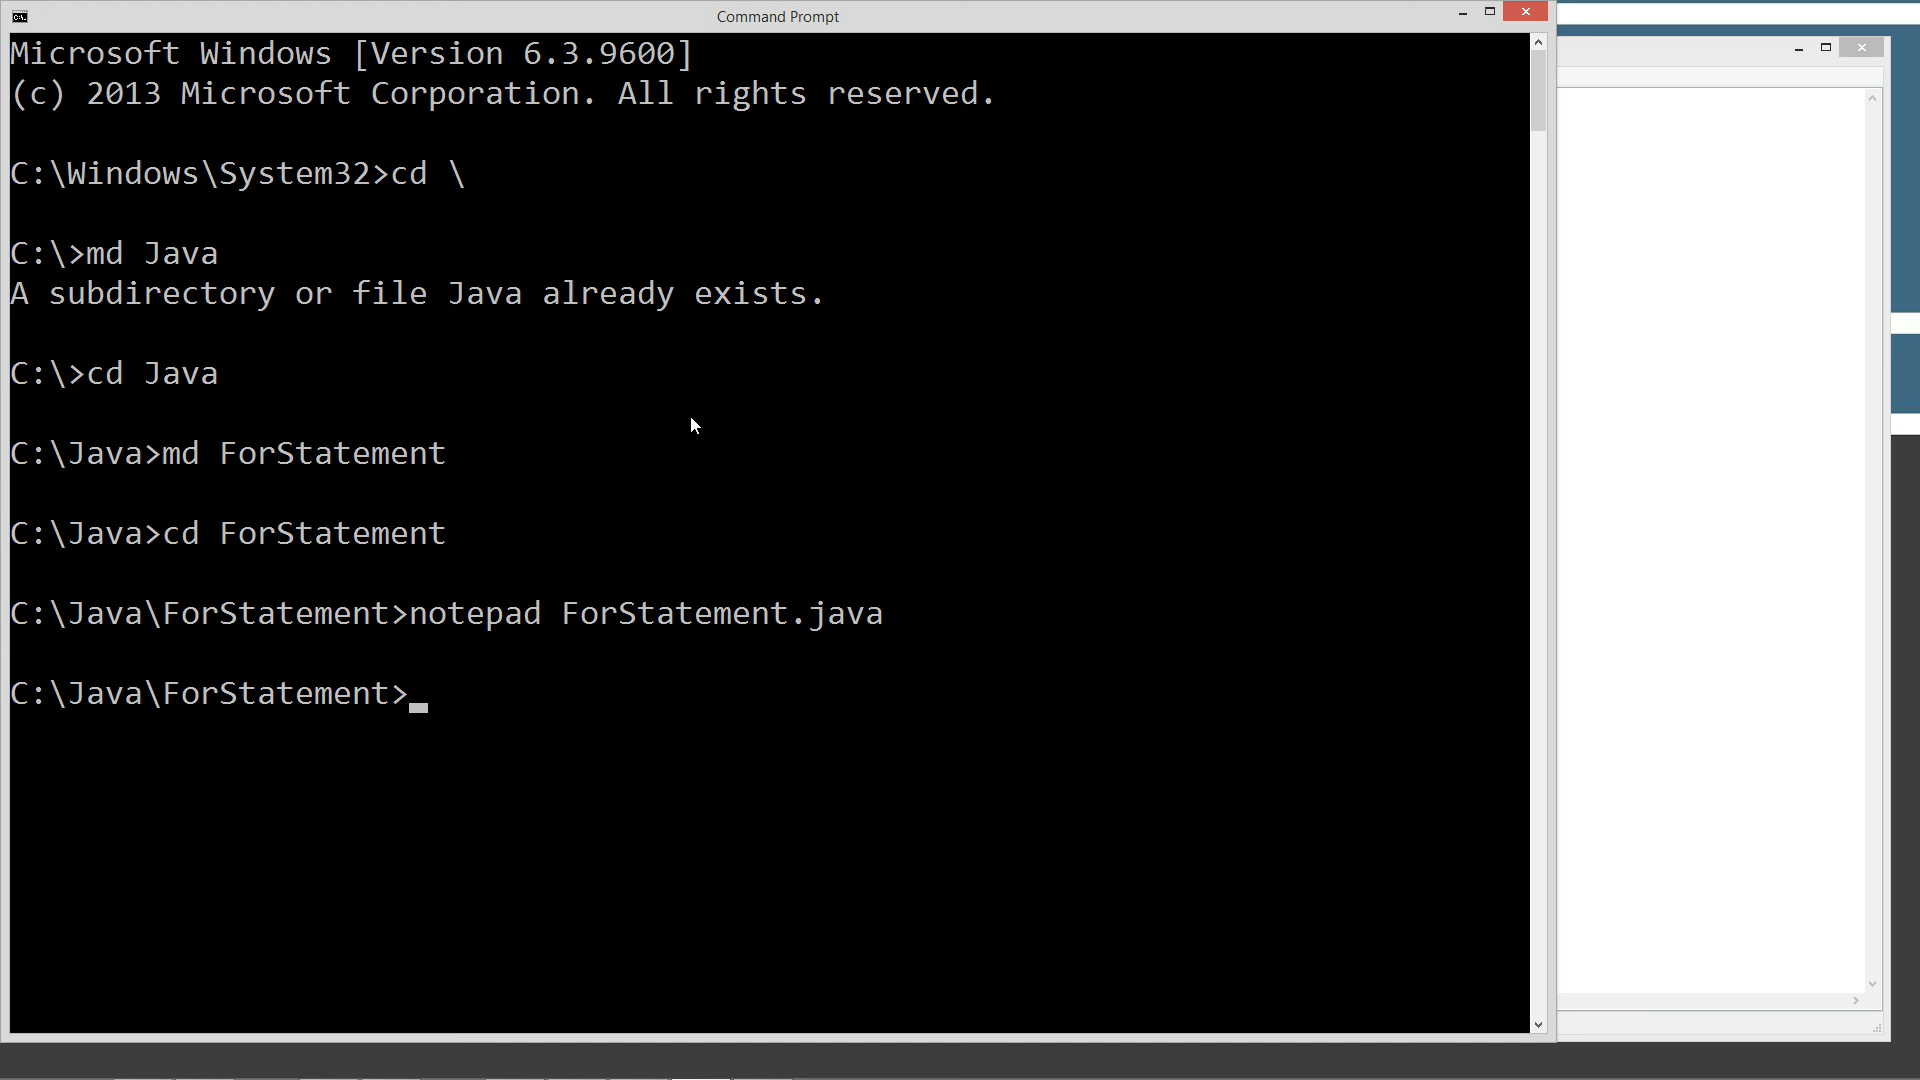 Command Prompt
Microsoft Windows [Version 6.3.9600]
(c) 2013 Microsoft Corporation. All rights reserved.
C:\Windows\System32>cd \
C:\>md Java
A subdirectory or file Java already exists.
C:\>cd Java
C:\Java>md ForStatement
C:\Java>cd ForStatement
C:\Java\ForStatement>notepad ForStatement.java
C:\Java\ForStatement>